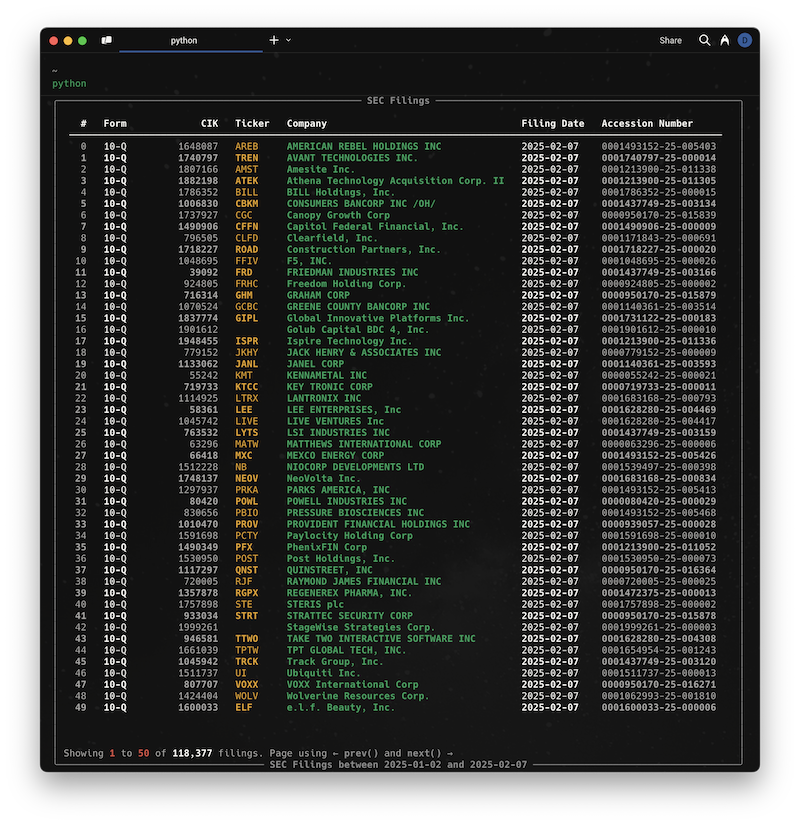 python
Share
D
~
python
SEC Filings
# Form CIK Ticker Company Filing Date Accession Number
0 10-Q 1648087 AREB AMERICAN REBEL HOLDINGS INC 2025-02-07 0001493152-25-005403
1 10-Q 1740797 TREN AVANT TECHNOLOGIES INC. 2025-02-07 0001740797-25-000014
2 10-Q 1807166 AMST Amesite Inc. 2025-02-07 0001213900-25-011338
3 10-Q 1882198 ATEK Athena Technology Acquisition Corp. II 2025-02-07 0001213900-25-011305
4 10-Q 1786352 BILL BILL Holdings, Inc. 2025-02-07 0001786352-25-000015
5 10-Q 1006830 CBKM CONSUMERS BANCORP INC /OH/ 2025-02-07 0001437749-25-003134
6 10-Q 1737927 CGC Canopy Growth Corp 2025-02-07 0000950170-25-015839
7 10-Q 1490906 CFFN Capitol Federal Financial, Inc. 2025-02-07 0001490906-25-000009
8 10-Q 796505 CLFD Clearfield, Inc. 2025-02-07 0001171843-25-000691
9 10-Q 1718227 ROAD Construction Partners, Inc. 2025-02-07 0001718227-25-000020
10 10-Q 1048695 FFIV F5, INC. 2025-02-07 0001048695-25-000026
11 10-Q 39092 FRD FRIEDMAN INDUSTRIES INC 2025-02-07 0001437749-25-003166
12 10-Q 924805 FRHC Freedom Holding Corp. 2025-02-07 0000924805-25-000002
13 10-Q 716314 GHM GRAHAM CORP 2025-02-07 0000950170-25-015879
14 10-Q 1070524 GCBC GREENE COUNTY BANCORP INC 2025-02-07 0001140361-25-003514
15 10-Q 1837774 GIPL Global Innovative Platforms Inc. 2025-02-07 0001731122-25-000183
16 10-Q 1901612 Golub Capital BDC 4, Inc. 2025-02-07 0001901612-25-000010
17 10-Q 1948455 ISPR Ispire Technology Inc. 2025-02-07 0001213900-25-011336
18 10-Q 779152 JKHY JACK HENRY & ASSOCIATES INC 2025-02-07 0000779152-25-000009
19 10-Q 1133062 JANL JANEL CORP 2025-02-07 0001140361-25-003593
20 10-Q 55242 KMT KENNAMETAL INC 2025-02-07 0000055242-25-000021
21 10-Q 719733 KTCC KEY TRONIC CORP 2025-02-07 0000719733-25-000011
22 10-Q 1114925 LTRX LANTRONIX INC 2025-02-07 0001683168-25-000793
23 10-Q 58361 LEE LEE ENTERPRISES, Inc 2025-02-07 0001628280-25-004469
24 10-Q 1045742 LIVE LIVE VENTURES Inc 2025-02-07 0001628280-25-004417
25 10-Q 763532 LYTS LSI INDUSTRIES INC 2025-02-07 0001437749-25-003159
26 10-Q 63296 MATW MATTHEWS INTERNATIONAL CORP 2025-02-07 0000063296-25-000006
27 10-Q 66418 MXC MEXCO ENERGY CORP 2025-02-07 0001493152-25-005426
28 10-Q 1512228 NB NIOCORP DEVELOPMENTS LTD 2025-02-07 0001539497-25-000398
29 10-Q 1748137 NEOV NeoVolta Inc. 2025-02-07 0001683168-25-000834
30 10-Q 1297937 PRKA PARKS AMERICA, INC 2025-02-07 0001493152-25-005413
31 10-Q 80420 POWL POWELL INDUSTRIES INC 2025-02-07 0000080420-25-000029
32 10-Q 830656 PBIO PRESSURE BIOSCIENCES INC 2025-02-07 0001493152-25-005468
33 10-Q 1010470 PROV PROVIDENT FINANCIAL HOLDINGS INC 2025-02-07 0000939057-25-000028
34 10-Q 1591698 PCTY Paylocity Holding Corp 2025-02-07 0001591698-25-000010
35 10-Q 1490349 PFX PhenixFIN Corp 2025-02-07 0001213900-25-011052
36 10-Q 1530950 POST Post Holdings, Inc. 2025-02-07 0001530950-25-000073
37 10-Q 1117297 QNST QUINSTREET, INC 2025-02-07 0000950170-25-016364
38 10-Q 720005 RJF RAYMOND JAMES FINANCIAL INC 2025-02-07 0000720005-25-000025
39 10-Q 1357878 RGPX REGENEREX PHARMA, INC. 2025-02-07 0001472375-25-000013
40 10-Q 1757898 STE STERIS plc 2025-02-07 0001757898-25-000002
41 10-Q 933034 STRT STRATTEC SECURITY CORP 2025-02-07 0000950170-25-015878
42 10-Q 1999261 StageWise Strategies Corp. 2025-02-07 0001999261-25-000003
43 10-Q 946581 TTWO TAKE TWO INTERACTIVE SOFTWARE INC 2025-02-07 0001628280-25-004308
44 10-Q 1661039 TPTW TPT GLOBAL TECH, INC. 2025-02-07 0001654954-25-001243
45 10-Q 1045942 TRCK Track Group, Inc. 2025-02-07 0001437749-25-003120
46 10-Q 1511737 UI Ubiquiti Inc. 2025-02-07 0001511737-25-000013
47 10-Q 807707 VOXX VOXX International Corp 2025-02-07 0000950170-25-016271
48 10-Q 1424404 WOLV Wolverine Resources Corp. 2025-02-07 0001062993-25-001810
49 10-Q 1600033 ELF e.l.f. Beauty, Inc. 2025-02-07 0001600033-25-000006
Showing 1 to 50 of 118,377 filings. Page using ← prev() and next() →
SEC Filings between 2025-01-02 and 2025-02-07